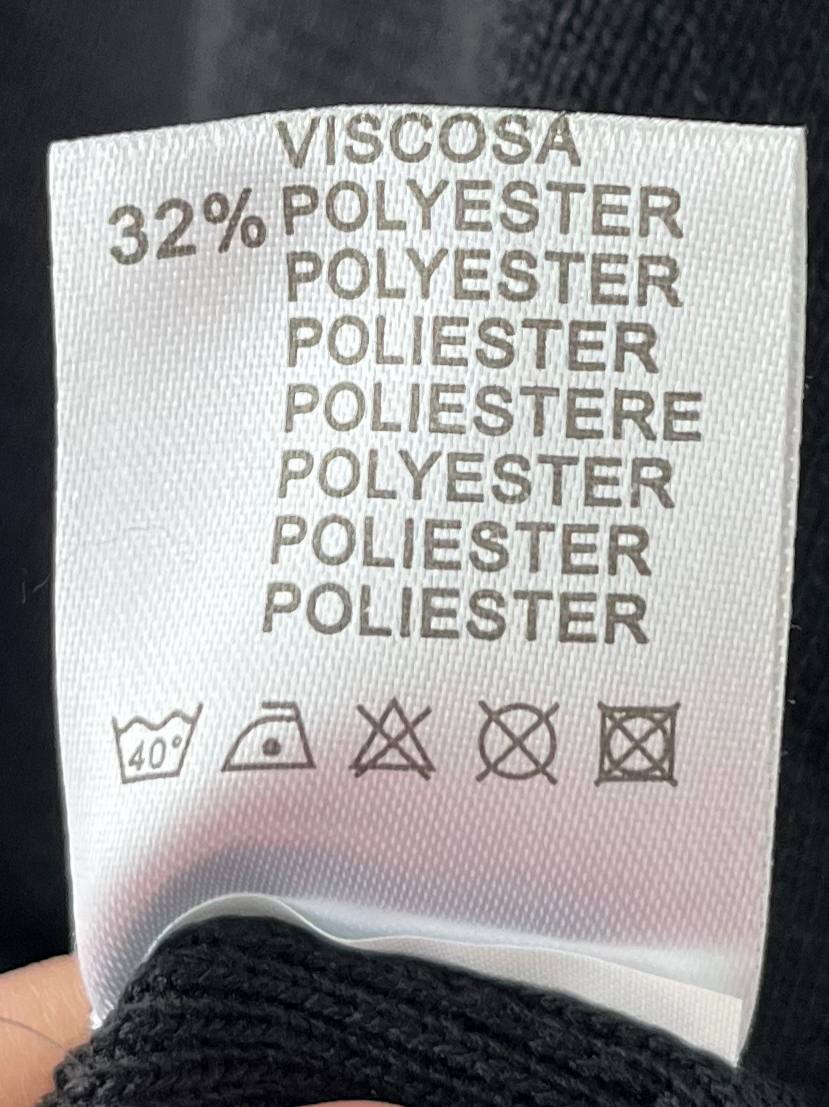 VISCOSA
32% POLYESTER
POLYESTER
POLIESTER
POLIESTERE
POLYESTER
POLIESTER
POLIESTER
40°